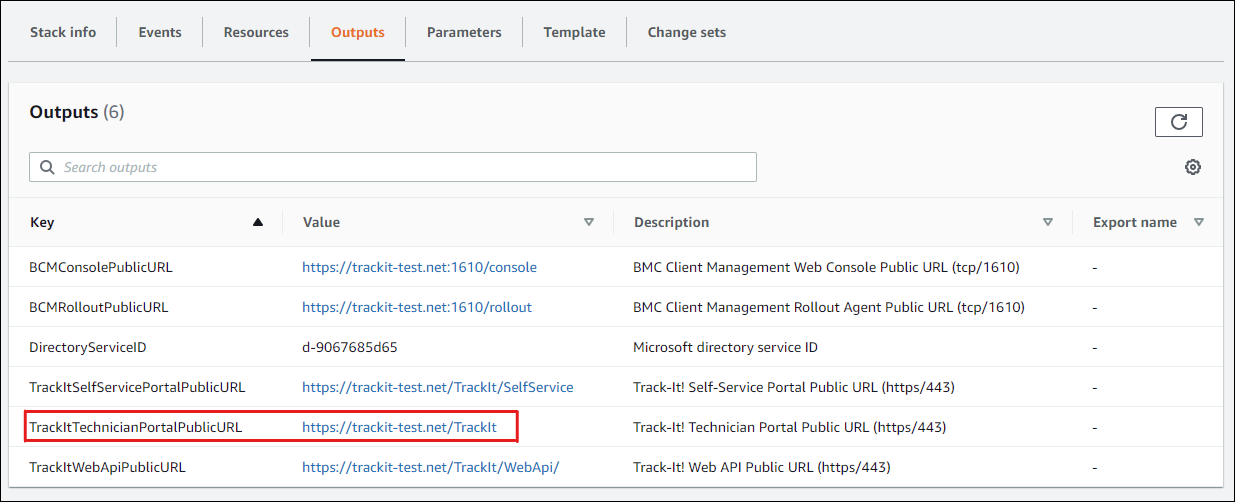 Stack info Events Resources Outputs Parameters Template Change sets
Outputs (6)
Search outputs
Key Value Description Export name
BCMConsolePublicURL https://trackit-test.net:1610/console BMC Client Management Web Console Public URL (tcp/1610) -
BCMRolloutPublicURL https://trackit-test.net:1610/rollout BMC Client Management Rollout Agent Public URL (tcp/1610) -
DirectoryServiceID d-9067685d65 Microsoft directory service ID -
TrackItSelfServicePortalPublicURL https://trackit-test.net/TrackIt/SelfService Track-It! Self-Service Portal Public URL (https/443) -
TrackItTechnicianPortalPublicURL https://trackit-test.net/TrackIt Track-It! Technician Portal Public URL (https/443) -
TrackItWebApiPublicURL https://trackit-test.net/TrackIt/WebApi/ Track-It! Web API Public URL (https/443) -